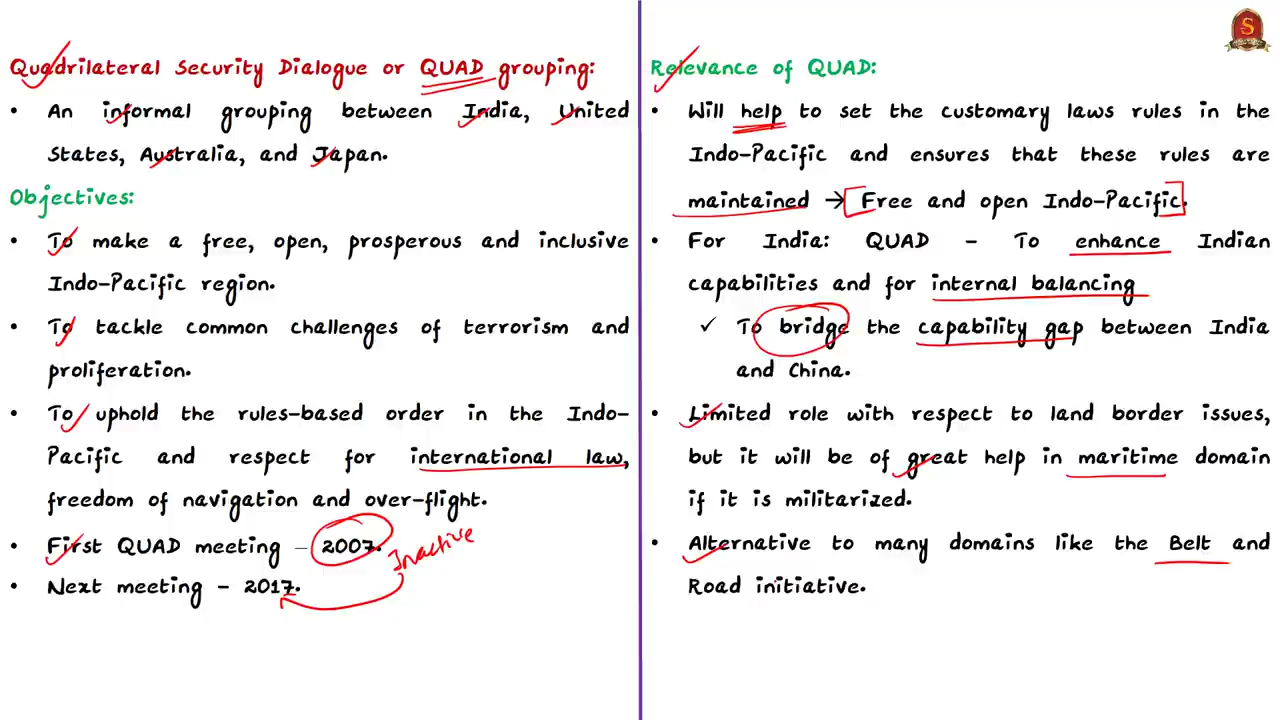 Quadrilateral Security Dialogue or QUAD grouping:
• An informal grouping between India, United
States, Australia, and Japan.
Objectives:
• To make a free, open, prosperous and inclusive
Indo-Pacific region.
• To tackle common challenges of terrorism and
proliferation.
• To uphold the rules-based order in the Indo-
Pacific and respect for international law,
freedom of navigation and over-flight.
• First QUAD meeting – 2007.
Inactive
• Next meeting – 2017.
Relevance of QUAD:
• Will help to set the customary laws rules in the
Indo-Pacific and ensures that these rules are
maintained → Free and open Indo-Pacific.
• For India: QUAD – To enhance Indian
capabilities and for internal balancing
✓ To bridge the capability gap between India
and China.
• Limited role with respect to land border issues,
but it will be of great help in maritime domain
if it is militarized.
• Alternative to many domains like the Belt and
Road initiative.
S